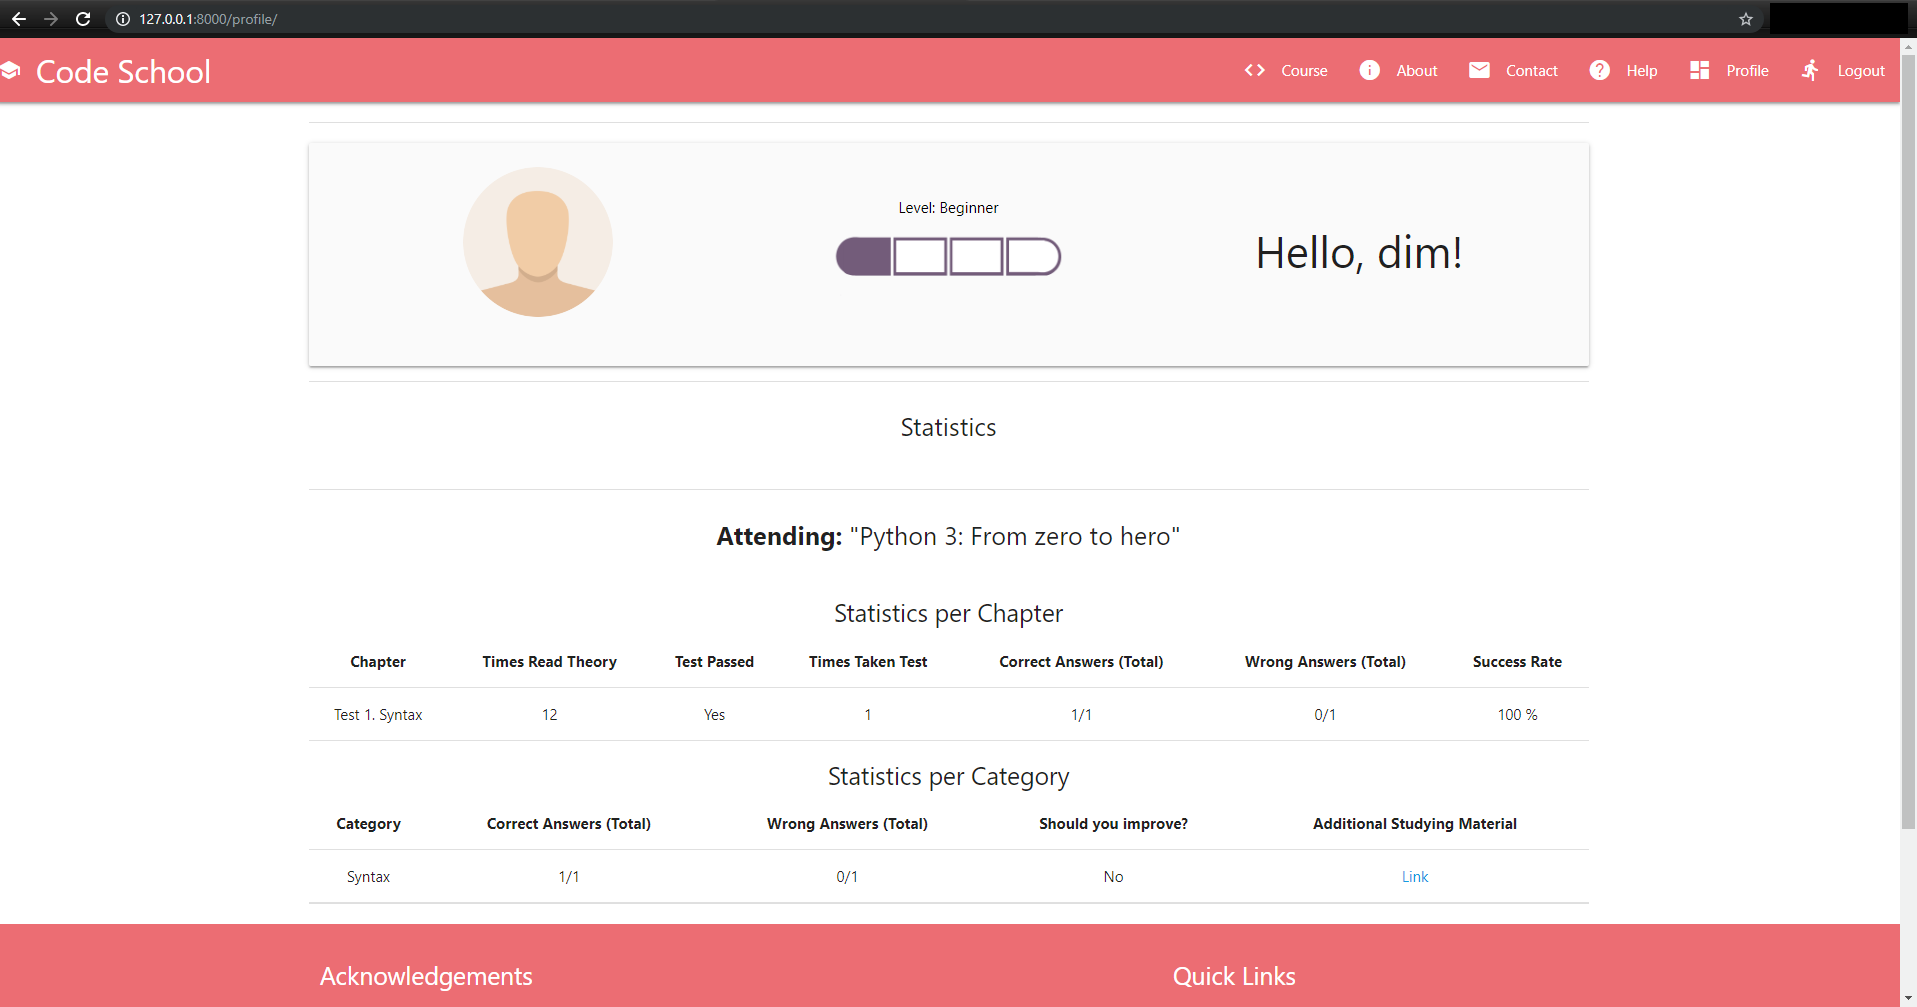 127.0.0.1:8000/profile/
Code School
Course About Contact Help Profile Logout
Level: Beginner
Hello, dim!
Statistics
Attending: "Python 3: From zero to hero"
Statistics per Chapter
Chapter Times Read Theory Test Passed Times Taken Test Correct Answers (Total) Wrong Answers (Total) Success Rate
Test 1. Syntax 12 Yes 1 1/1 0/1 100 %
Statistics per Category
Category Correct Answers (Total) Wrong Answers (Total) Should you improve? Additional Studying Material
Syntax 1/1 0/1 No Link
Acknowledgements Quick Links